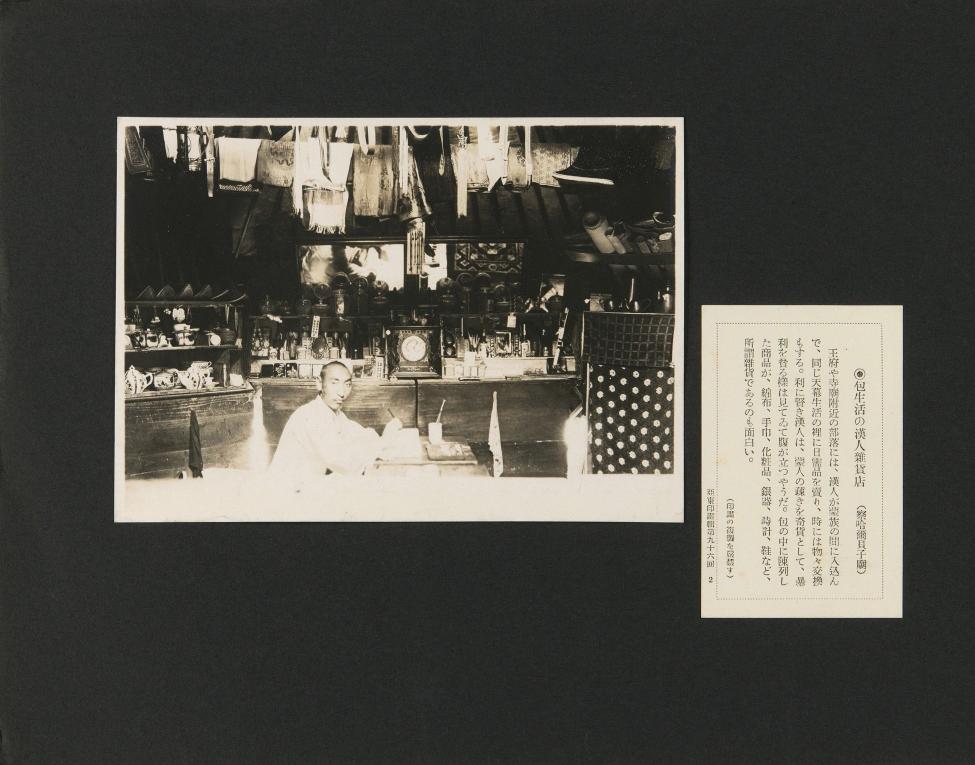 ◉包生活の漢人雜貨店　（察哈爾貝子廟）
王府や寺廟附近の部落には、漢人が蒙族の間に入込ん
で、同じ天幕生活の裡に日需品を賣り、時には物々交換
もする。利に賢き漢人は、蒙人の疎きを奇貨として、暴
利を貪る樣は見てゐて腹が立つやうだ。包の中に陳列し
た商品が、綿布、手巾、化粧品、銀器、時計、鞋など、
所謂雜貨であるのも面白い。
（印畫の複製を嚴禁す）
亞東印畫輯第九十六回　2